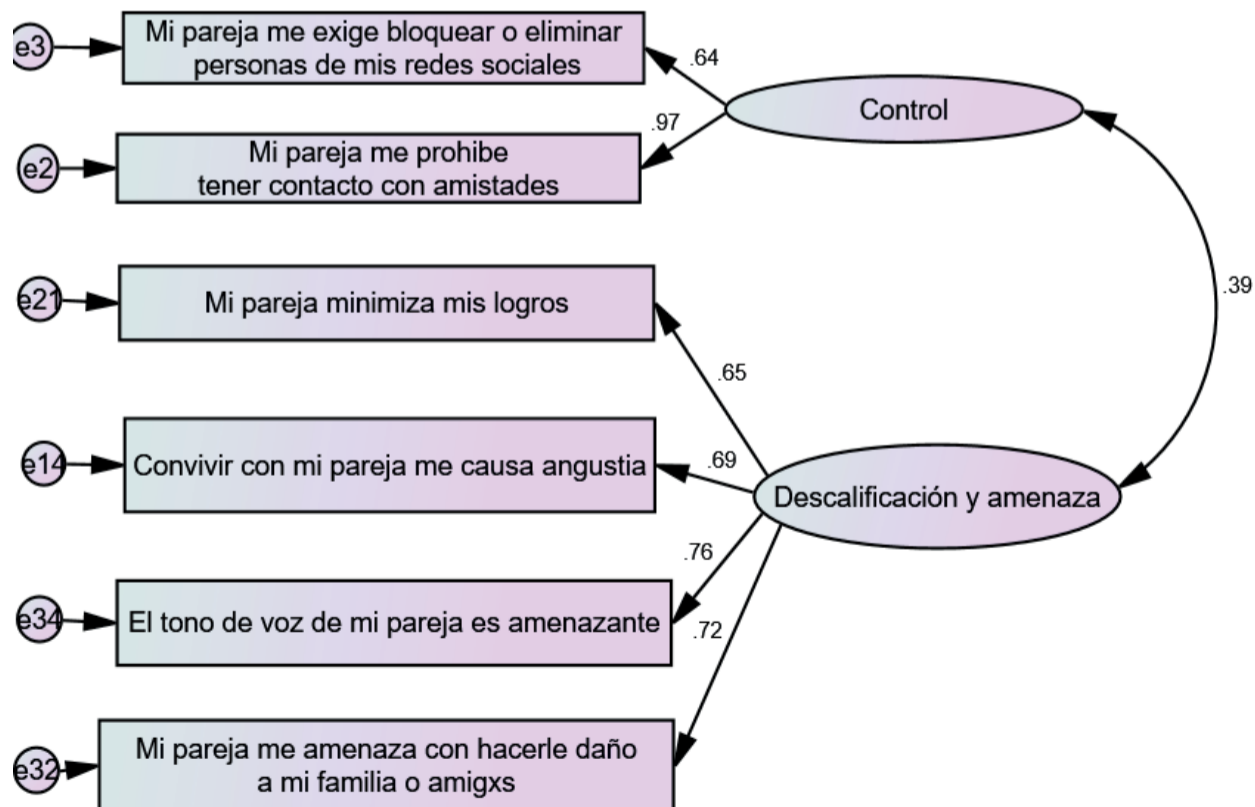 e3
Mi pareja me exige bloquear o eliminar
personas de mis redes sociales
.64
Control
.97
e2
Mi pareja me prohibe
tener contacto con amistades
e21
Mi pareja minimiza mis logros
.39
.65
e14
Convivir con mi pareja me causa angustia
.69
Descalificación y amenaza
.76
e34
El tono de voz de mi pareja es amenazante
.72
e32
Mi pareja me amenaza con hacerle daño
a mi familia o amigxs